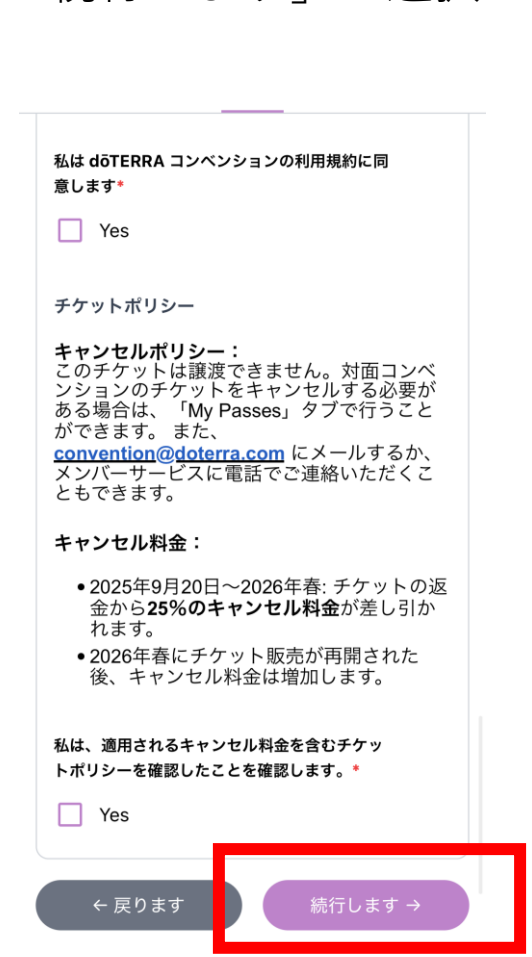 私は dōTERRA コンベンションの利用規約に同
意します*
Yes
チケットポリシー
キャンセルポリシー：
このチケットは譲渡できません。対面コンベ
ンションのチケットをキャンセルする必要が
ある場合は、「My Passes」タブで行うこと
ができます。 また、
convention@doterra.com にメールするか、
メンバーサービスに電話でご連絡いただくこ
ともできます。
キャンセル料金：
• 2025年9月20日～2026年春: チケットの返
金から25%のキャンセル料金が差し引か
れます。
• 2026年春にチケット販売が再開された
後、キャンセル料金は増加します。
私は、適用されるキャンセル料金を含むチケッ
トポリシーを確認したことを確認します。*
Yes
← 戻ります
続行します →